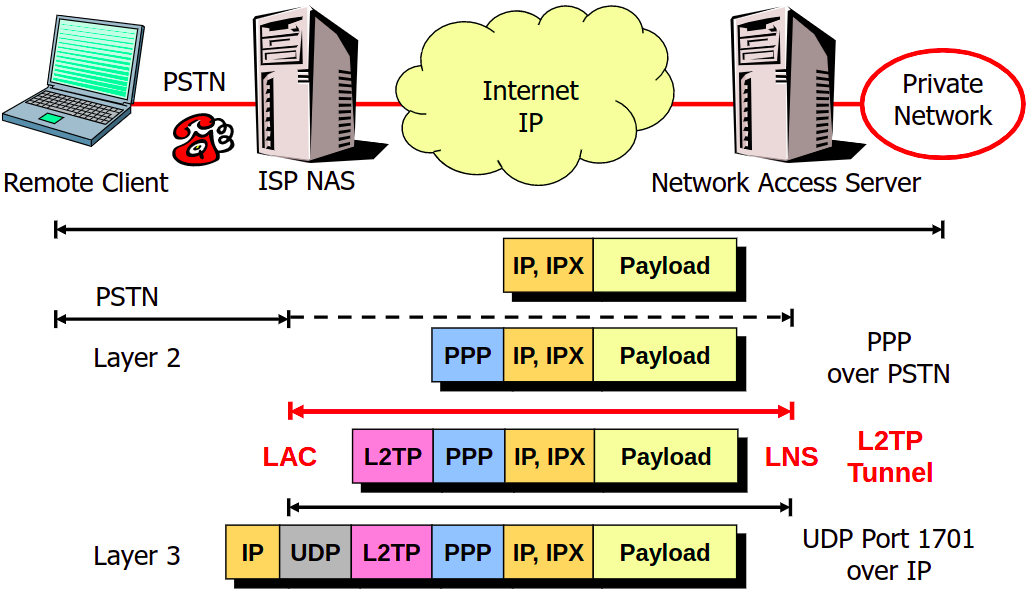 PSTN
Internet
IP
Private
Network
Remote Client
ISP NAS
Network Access Server
IP, IPX
Payload
PSTN
Layer 2
PPP
IP, IPX
Payload
PPP
over PSTN
LAC
L2TP
PPP
IP, IPX
Payload
LNS
L2TP
Tunnel
Layer 3
IP
UDP
L2TP
PPP
IP, IPX
Payload
UDP Port 1701
over IP